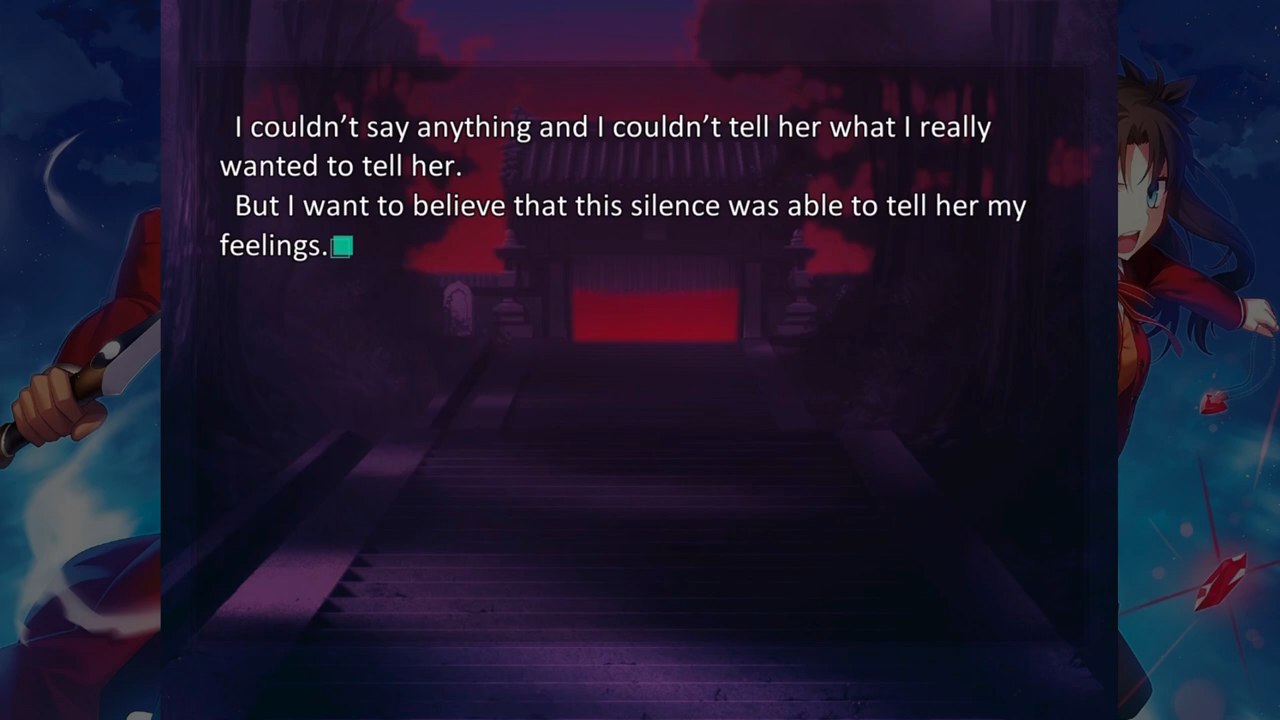 I couldn’t say anything and I couldn’t tell her what I really
wanted to tell her.
But I want to believe that this silence was able to tell her my
feelings.